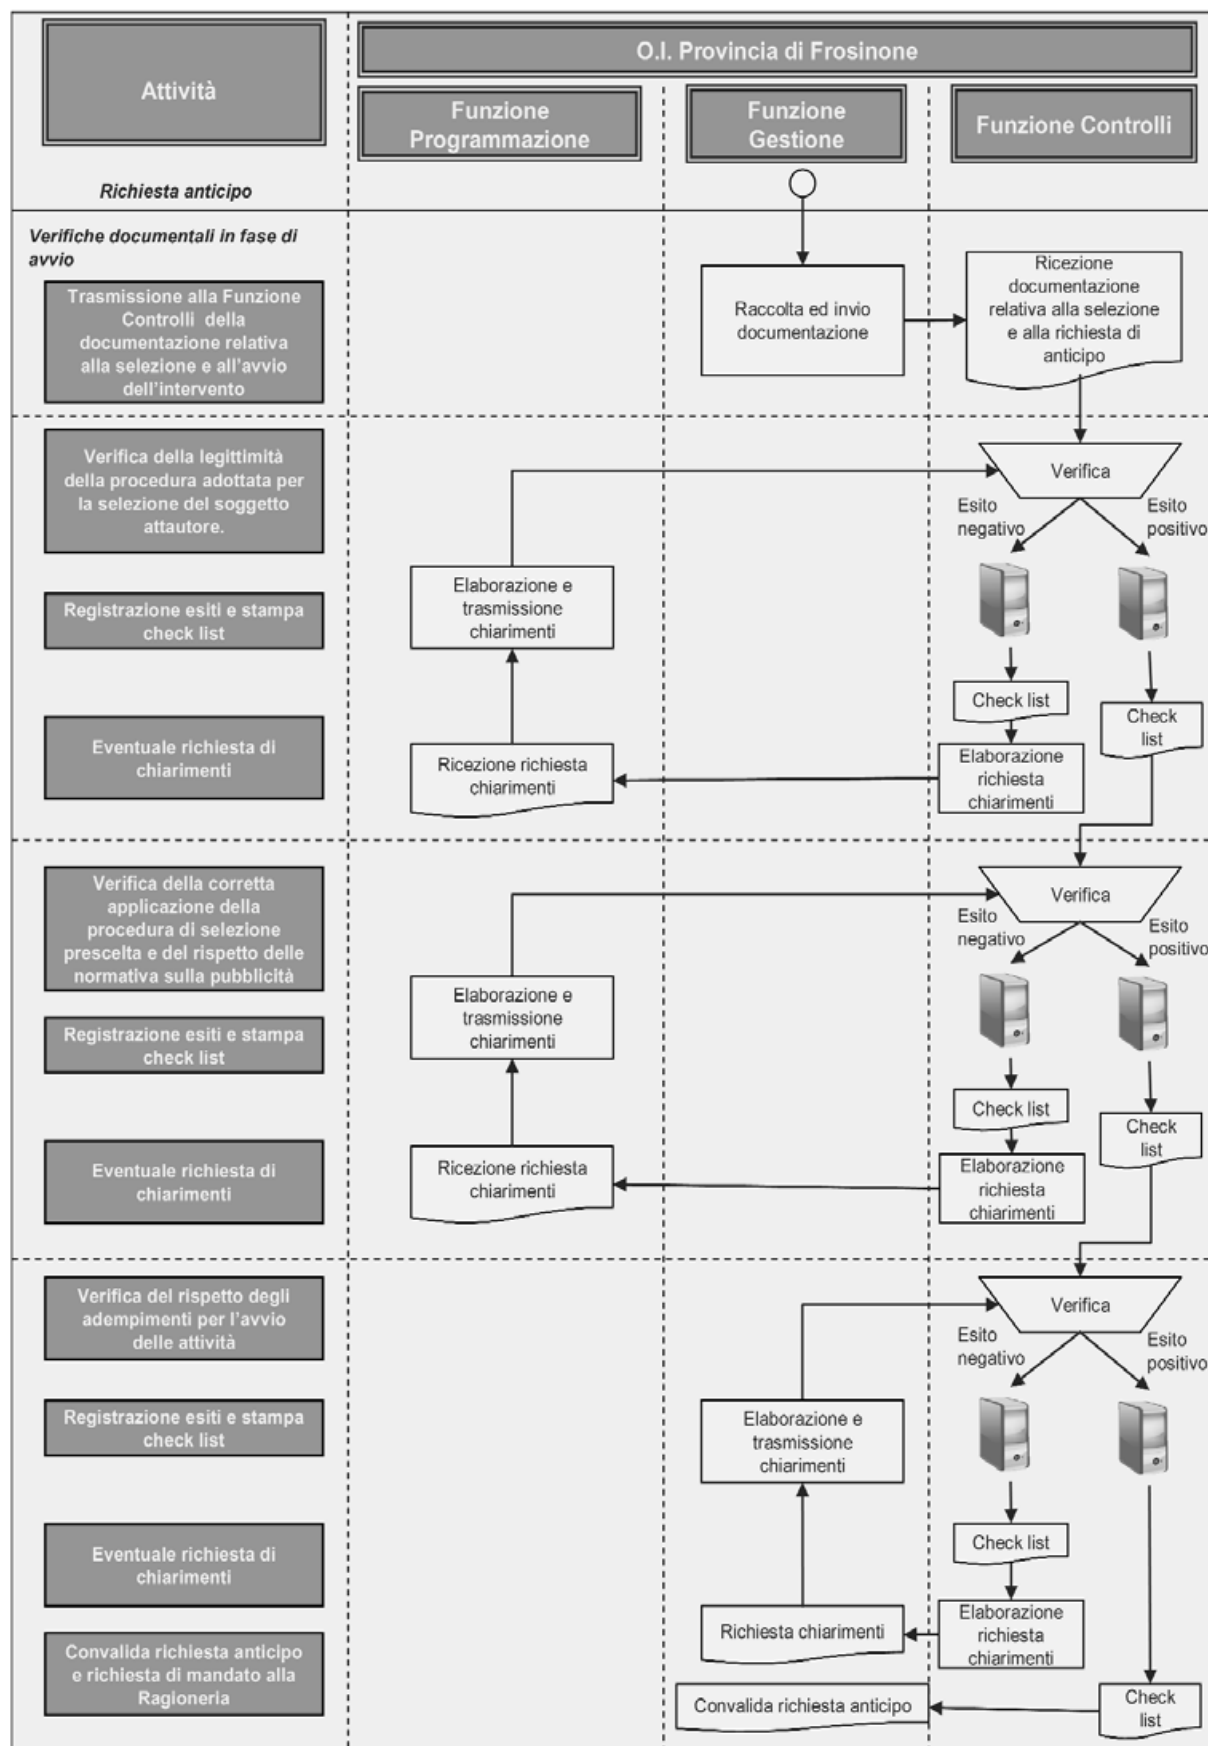 Attività
O.I. Provincia di Frosinone
Funzione
Programmazione
Funzione
Gestione
Funzione Controlli
Richiesta anticipo
Verifiche documentali in fase di
avvio
Trasmissione alla Funzione
Controlli della
documentazione relativa
alla selezione e all'avvio
dell'intervento
Raccolta ed invio
documentazione
Ricezione
documentazione
relativa alla selezione
e alla richiesta di
anticipo
Verifica della legittimità
della procedura adottata per
la selezione del soggetto
attautore.
Verifica
Esito
negativo
Esito
positivo
Registrazione esiti e stampa
check list
Elaborazione e
trasmissione
chiarimenti
Check list
Check
list
Eventuale richiesta di
chiarimenti
Ricezione richiesta
chiarimenti
Elaborazione
richiesta
chiarimenti
Verifica della corretta
applicazione della
procedura di selezione
prescelta e del rispetto delle
normativa sulla pubblicità
Verifica
Esito
negativo
Esito
positivo
Registrazione esiti e stampa
check list
Elaborazione e
trasmissione
chiarimenti
Check list
Check
list
Eventuale richiesta di
chiarimenti
Ricezione richiesta
chiarimenti
Elaborazione
richiesta
chiarimenti
Verifica del rispetto degli
adempimenti per l'avvio
delle attività
Verifica
Esito
negativo
Esito
positivo
Registrazione esiti e stampa
check list
Elaborazione e
trasmissione
chiarimenti
Check list
Eventuale richiesta di
chiarimenti
Richiesta chiarimenti
Elaborazione
richiesta
chiarimenti
Convalida richiesta anticipo
e richiesta di mandato alla
Ragioneria
Convalida richiesta anticipo
Check
list